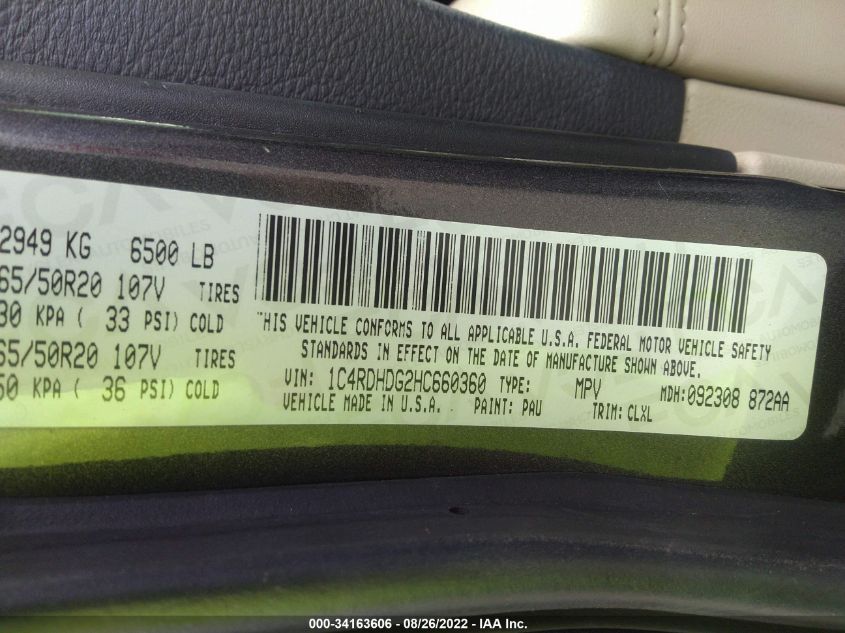 2949 KG 6500 LB
65/50R20 107V TIRES
30 KPA ( 33 PSI) COLD
65/50R20 107V TIRES
50 KPA ( 36 PSI) COLD
THIS VEHICLE CONFORMS TO ALL APPLICABLE U.S.A. FEDERAL MOTOR VEHICLE SAFETY
STANDARDS IN EFFECT ON THE DATE OF MANUFACTURE SHOWN ABOVE.
VIN: 1C4RDHDG2HC660360 TYPE: MPV MDH:092308 872AA
VEHICLE MADE IN U.S.A. PAINT: PAU TRIM: CLXL
000-34163606 - 08/26/2022 - IAA Inc.